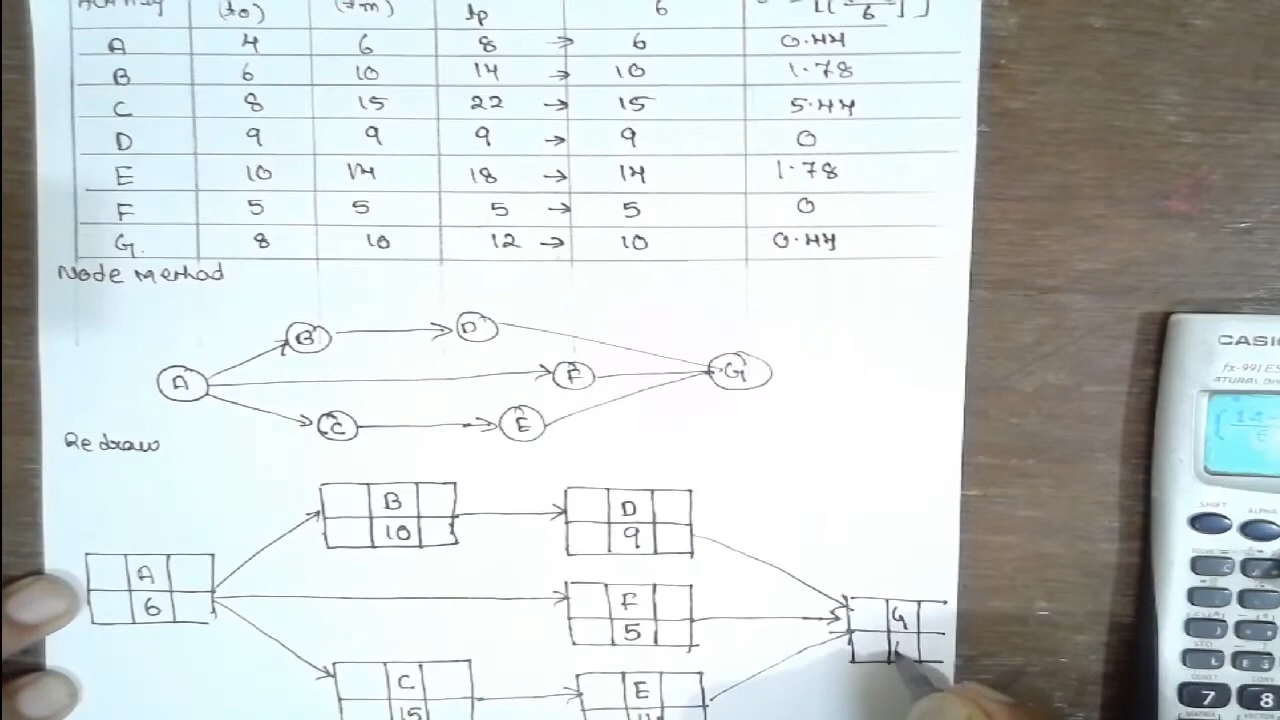 (to) (tm) tp 6
6
A 4 6 8 → 6 0.44
B 6 10 14 → 10 1.78
C 8 15 22 → 15 5.44
D 9 9 9 → 9 0
E 10 14 18 → 14 1.78
F 5 5 5 → 5 0
G. 8 10 12 → 10 0.44
Node Method
B D
A F G
C E
Redraw
B D
10 9
A F G
6 5
C E
15
CASIO
fx-991ES
SHIFT ALPHA
7 8